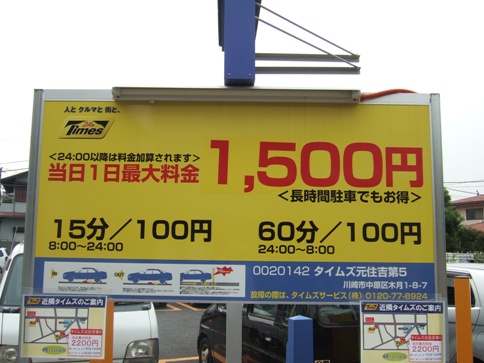 人と クルマと 街と、
24h Times
<24:00以降は料金加算されます>
当日1日最大料金
1,500円
<長時間駐車でもお得>
15分/100円
8:00~24:00
60分/100円
24:00~8:00
OUT
0020142 タイムズ元住吉第5
川崎市中原区木月1-8-7
故障の際は、タイムズサービス(株) 0120-77-8924
近隣タイムズのご案内
2200円
近隣タイムズのご案内
2200円